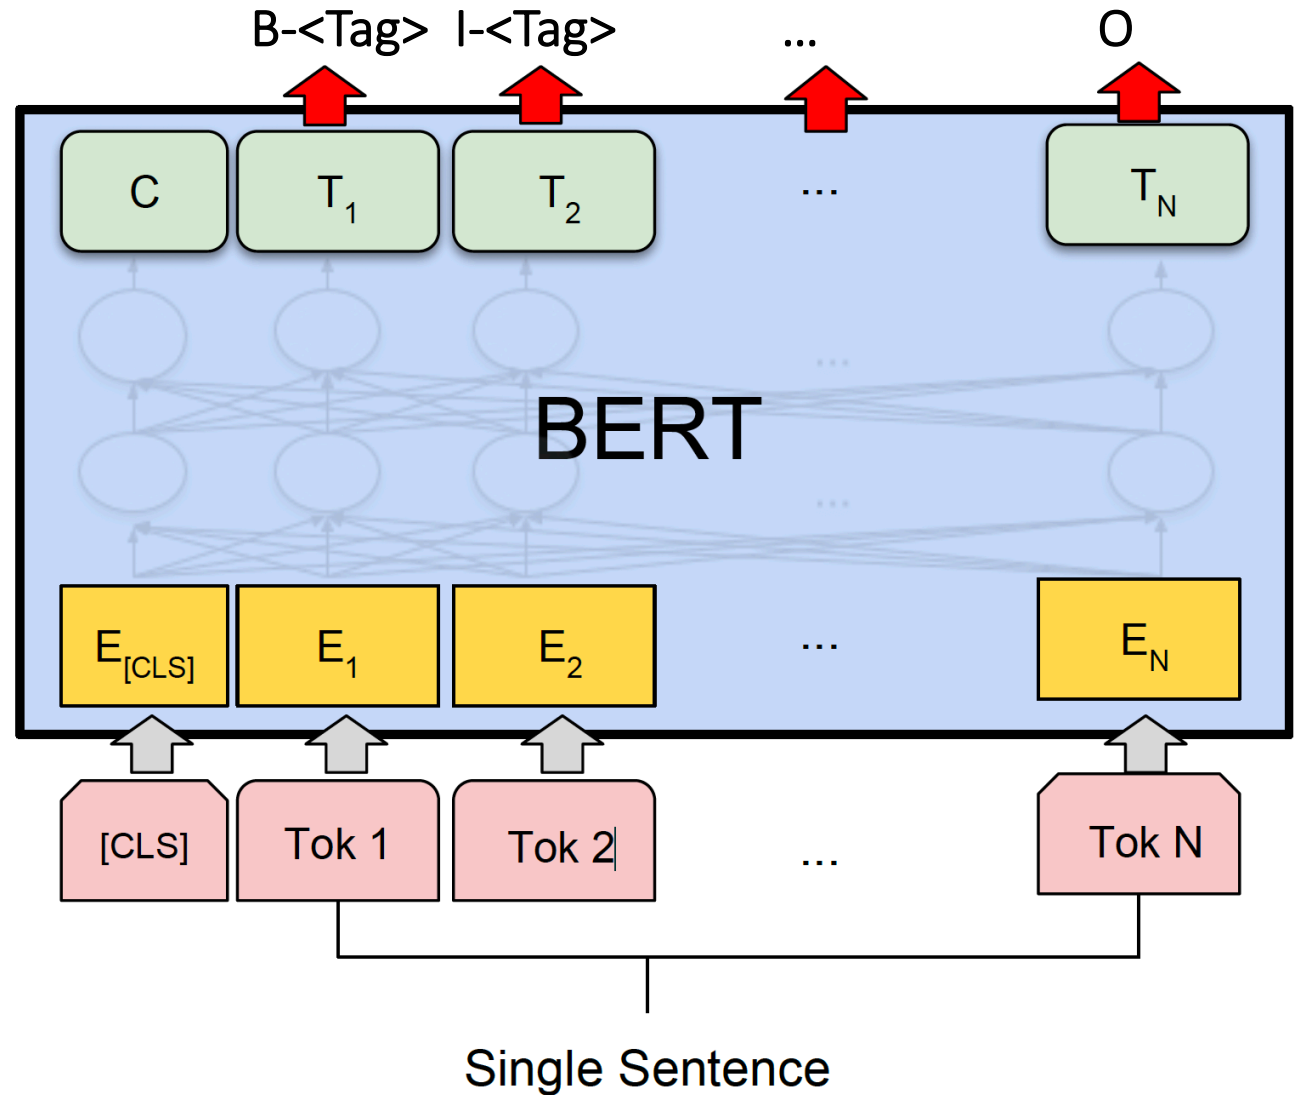 B-<Tag> I-<Tag> ... O
C T1 T2 ... TN
...
BERT
...
E[CLS] E1 E2 ... EN
[CLS] Tok 1 Tok 2 ... Tok N
Single Sentence